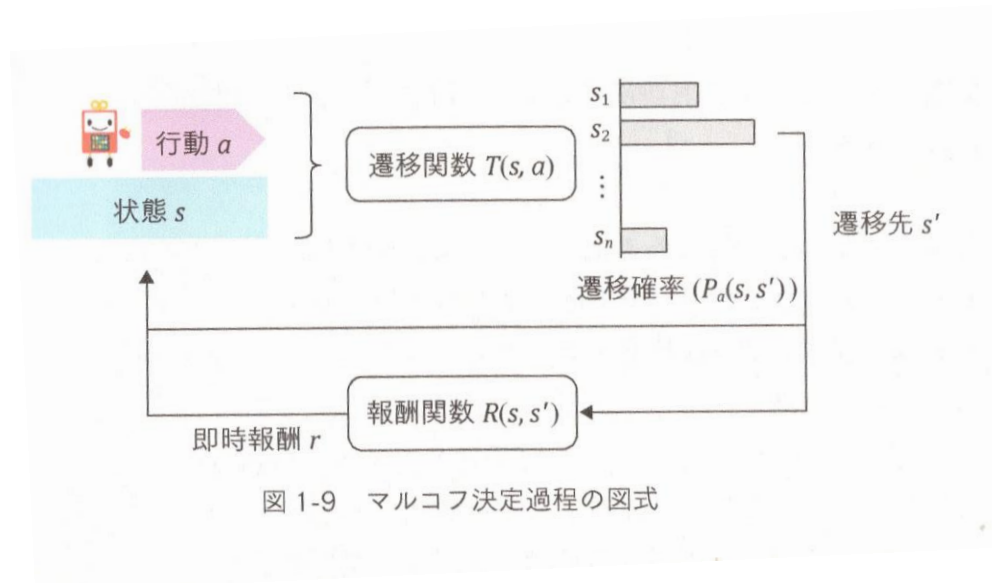 行動 a
状態 s
遷移関数 T(s, a)
s₁
s₂
⋮
sₙ
遷移確率 (Pₐ(s, s′))
遷移先 s′
報酬関数 R(s, s′)
即時報酬 r
図 1-9　マルコフ決定過程の図式